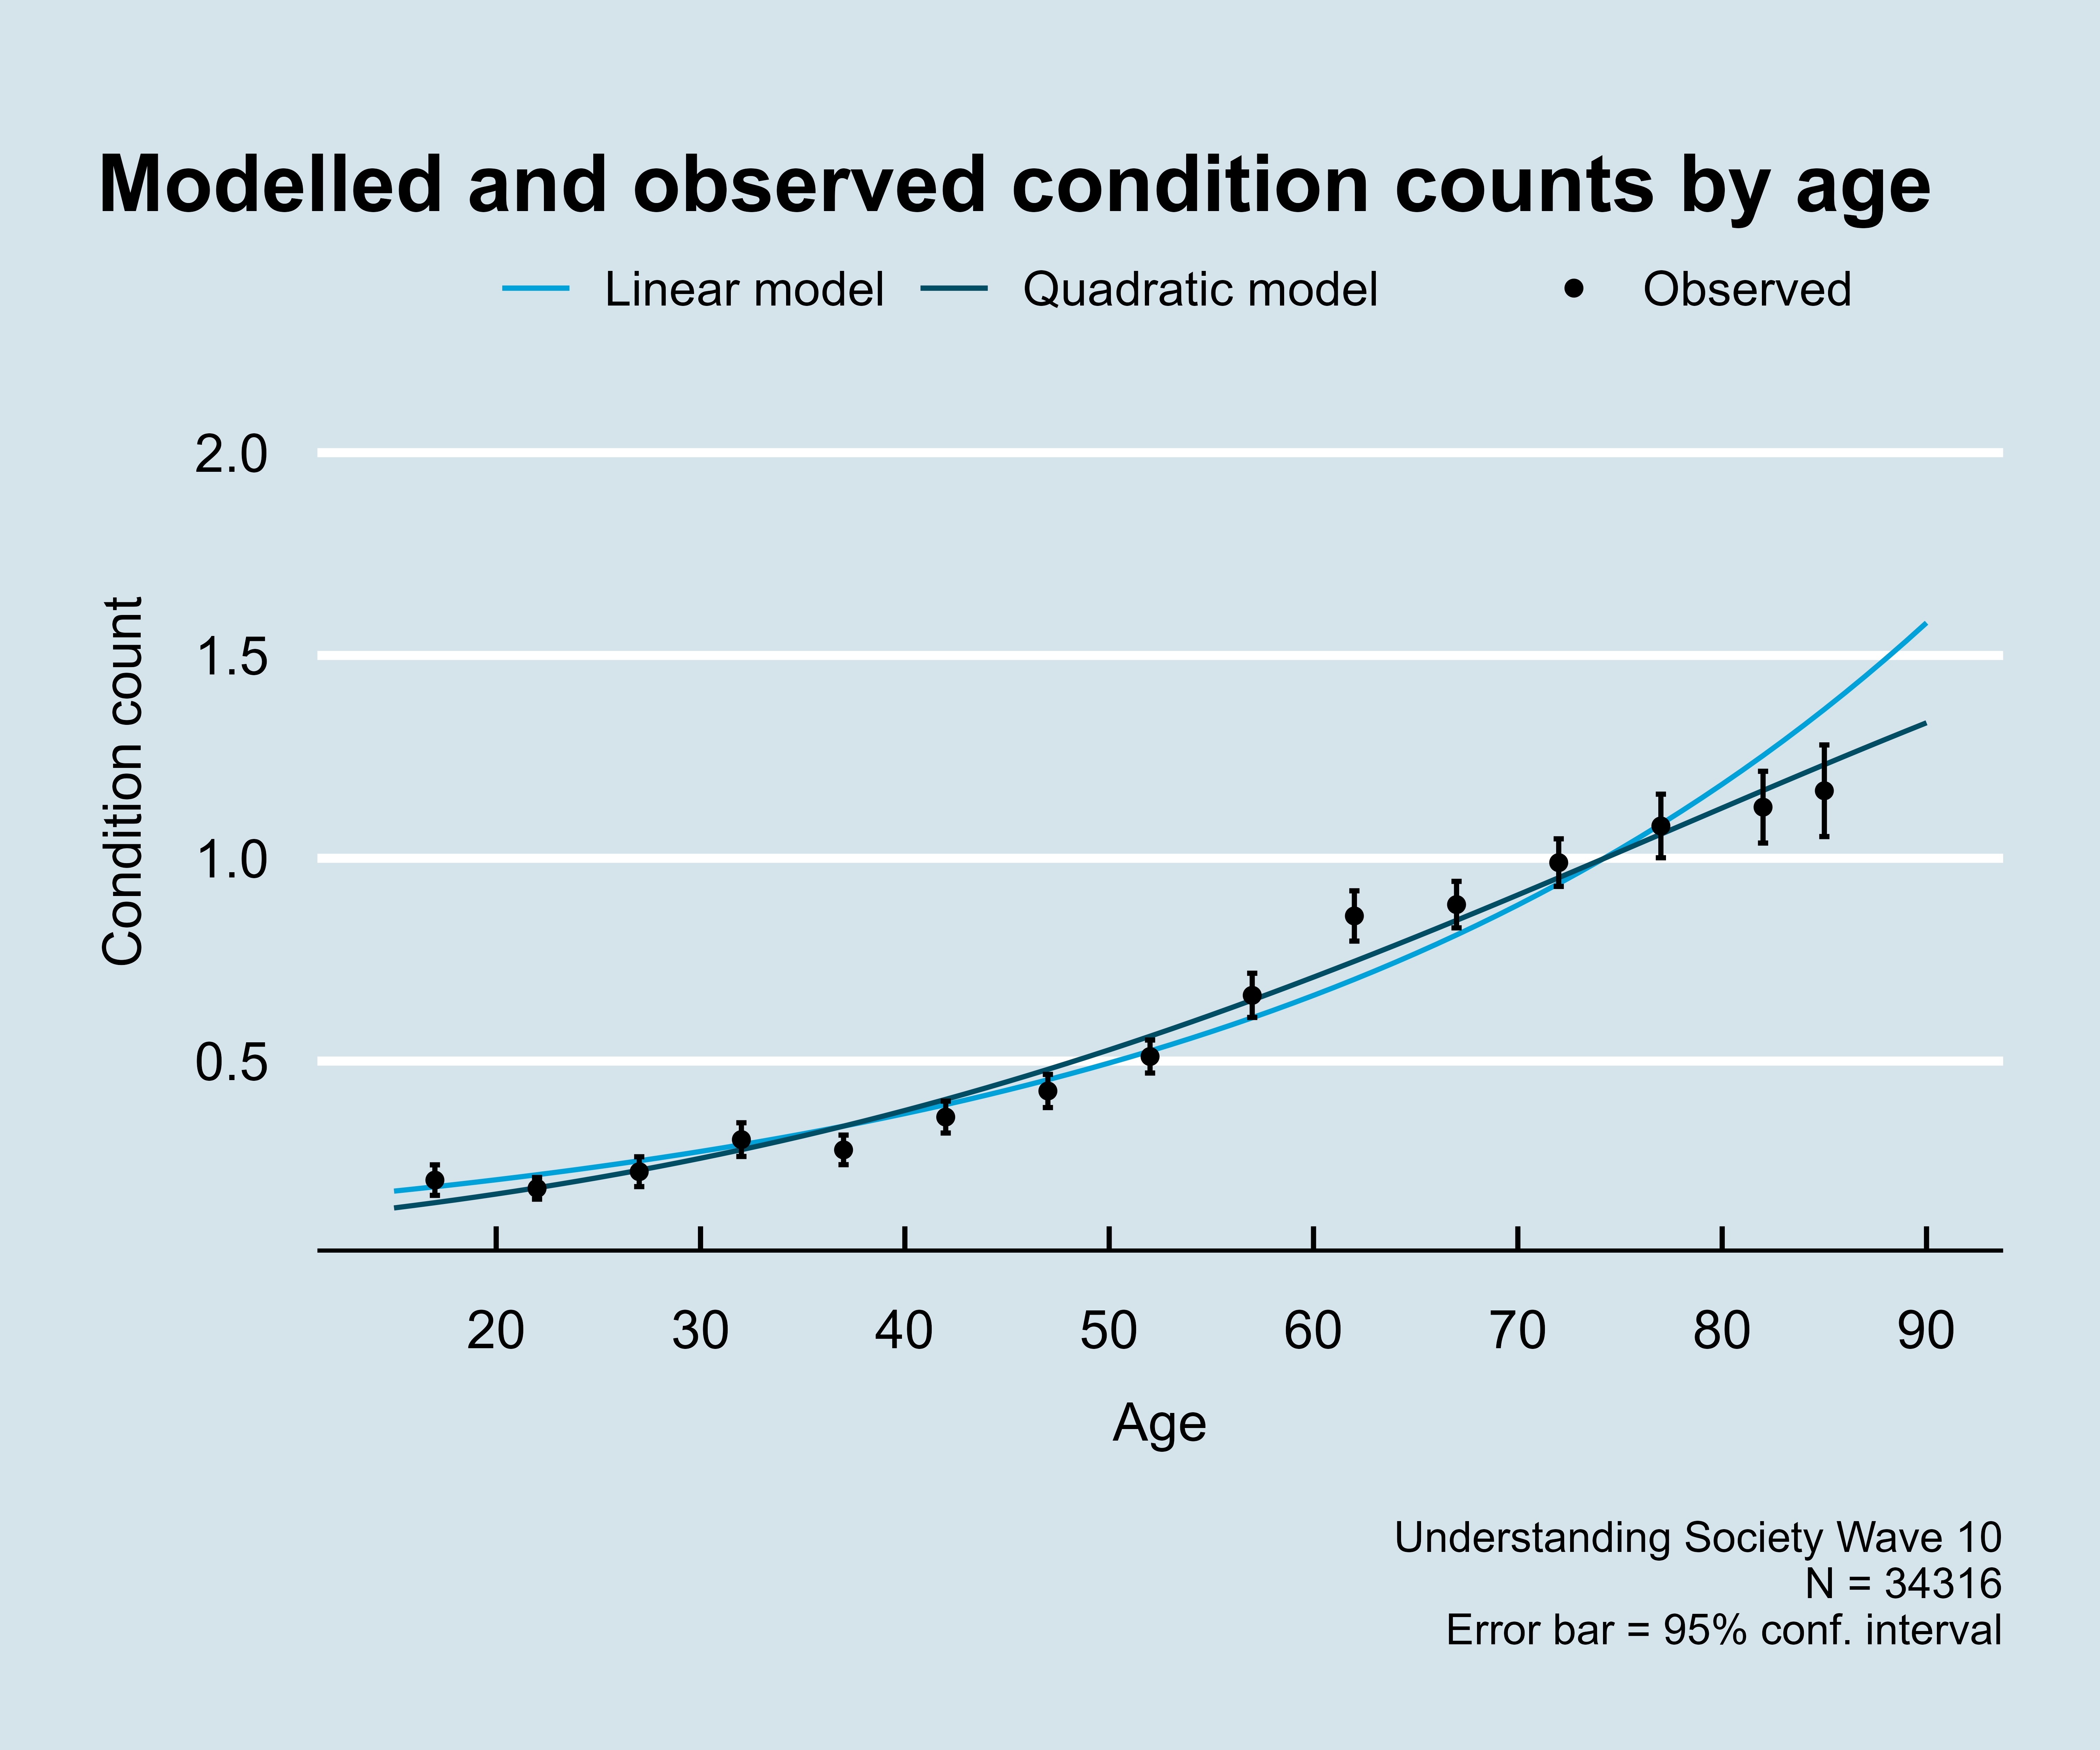 Modelled and observed condition counts by age
Linear model Quadratic model Observed
2.0
1.5
1.0
0.5
Condition count
20 30 40 50 60 70 80 90
Age
Understanding Society Wave 10
N = 34316
Error bar = 95% conf. interval